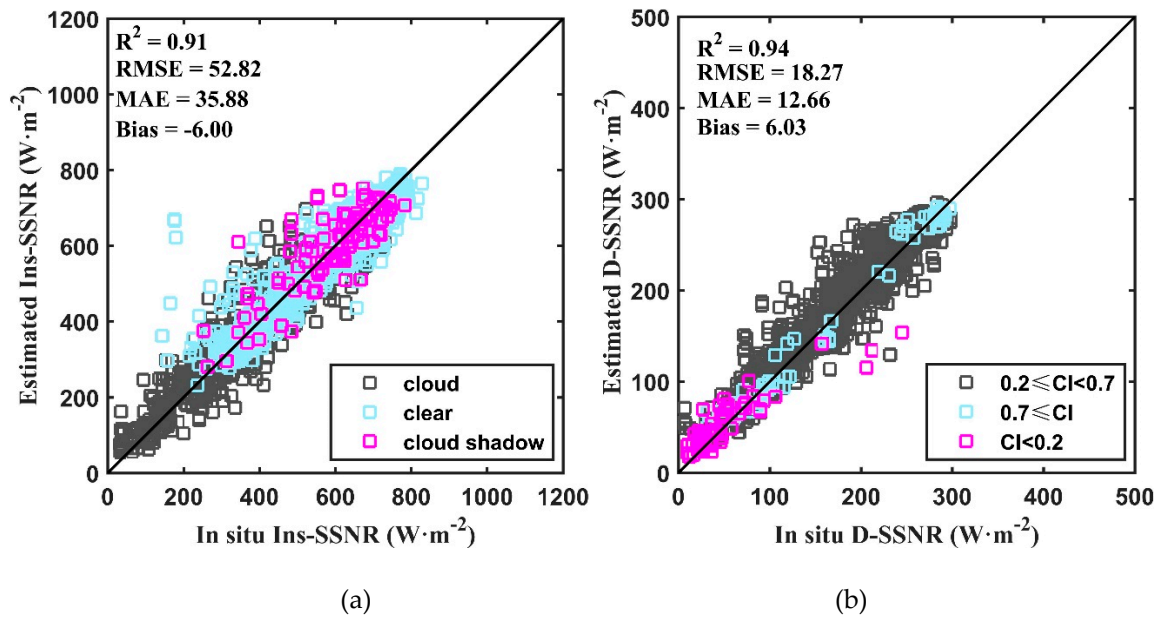 R² = 0.91
RMSE = 52.82
MAE = 35.88
Bias = -6.00
1200
1000
800
600
400
200
0
Estimated Ins-SSNR (W·m⁻²)
cloud
clear
cloud shadow
0 200 400 600 800 1000 1200
In situ Ins-SSNR (W·m⁻²)
(a)
R² = 0.94
RMSE = 18.27
MAE = 12.66
Bias = 6.03
500
400
300
200
100
0
Estimated D-SSNR (W·m⁻²)
0.2⩽CI<0.7
0.7⩽CI
CI<0.2
0 100 200 300 400 500
In situ D-SSNR (W·m⁻²)
(b)